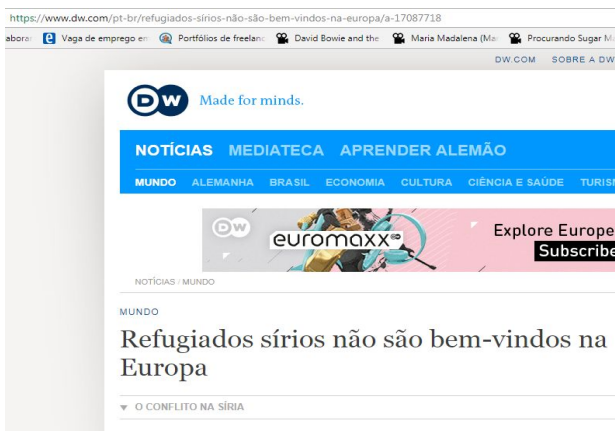 https://www.dw.com/pt-br/refugiados-sírios-não-são-bem-vindos-na-europa/a-17087718
Vaga de emprego en Portfólios de freelanc David Bowie and the Maria Madalena (Ma Procurando Sugar M
DW.COM SOBRE A DW
DW Made for minds.
NOTÍCIAS MEDIATECA APRENDER ALEMÃO
MUNDO ALEMANHA BRASIL ECONOMIA CULTURA CIÊNCIA E SAÚDE TURISM
DW euromaxx Explore Europe
Subscribe
NOTÍCIAS / MUNDO
MUNDO
Refugiados sírios não são bem-vindos na
Europa
O CONFLITO NA SÍRIA